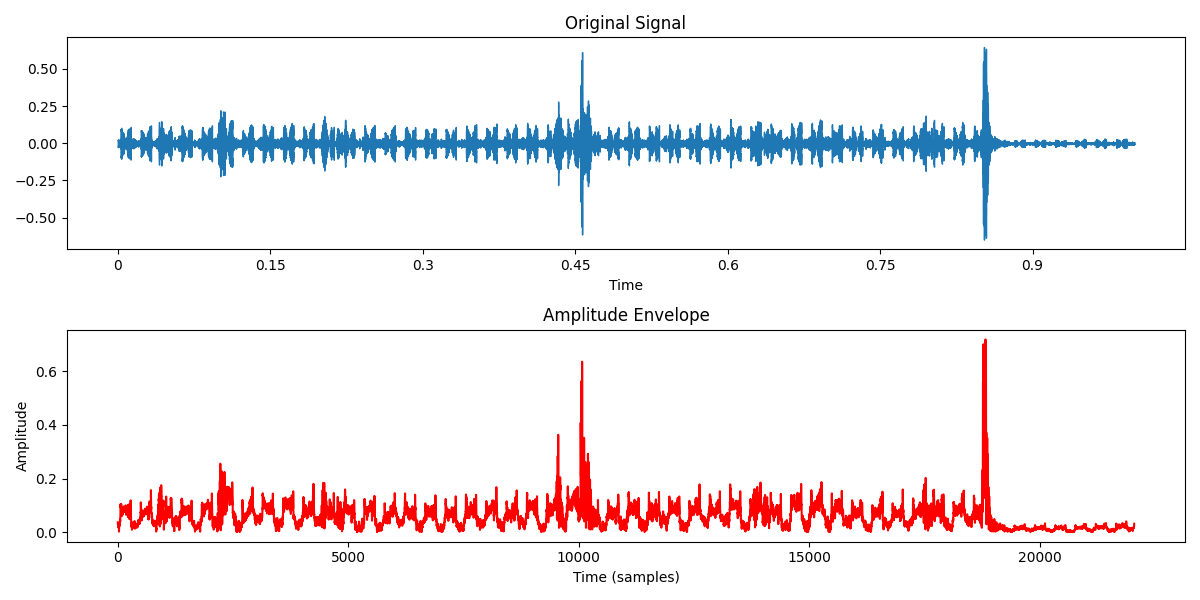 Original Signal
0.50
0.25
0.00
−0.25
−0.50
0 0.15 0.3 0.45 0.6 0.75 0.9
Time
Amplitude Envelope
Amplitude
0.6
0.4
0.2
0.0
0 5000 10000 15000 20000
Time (samples)